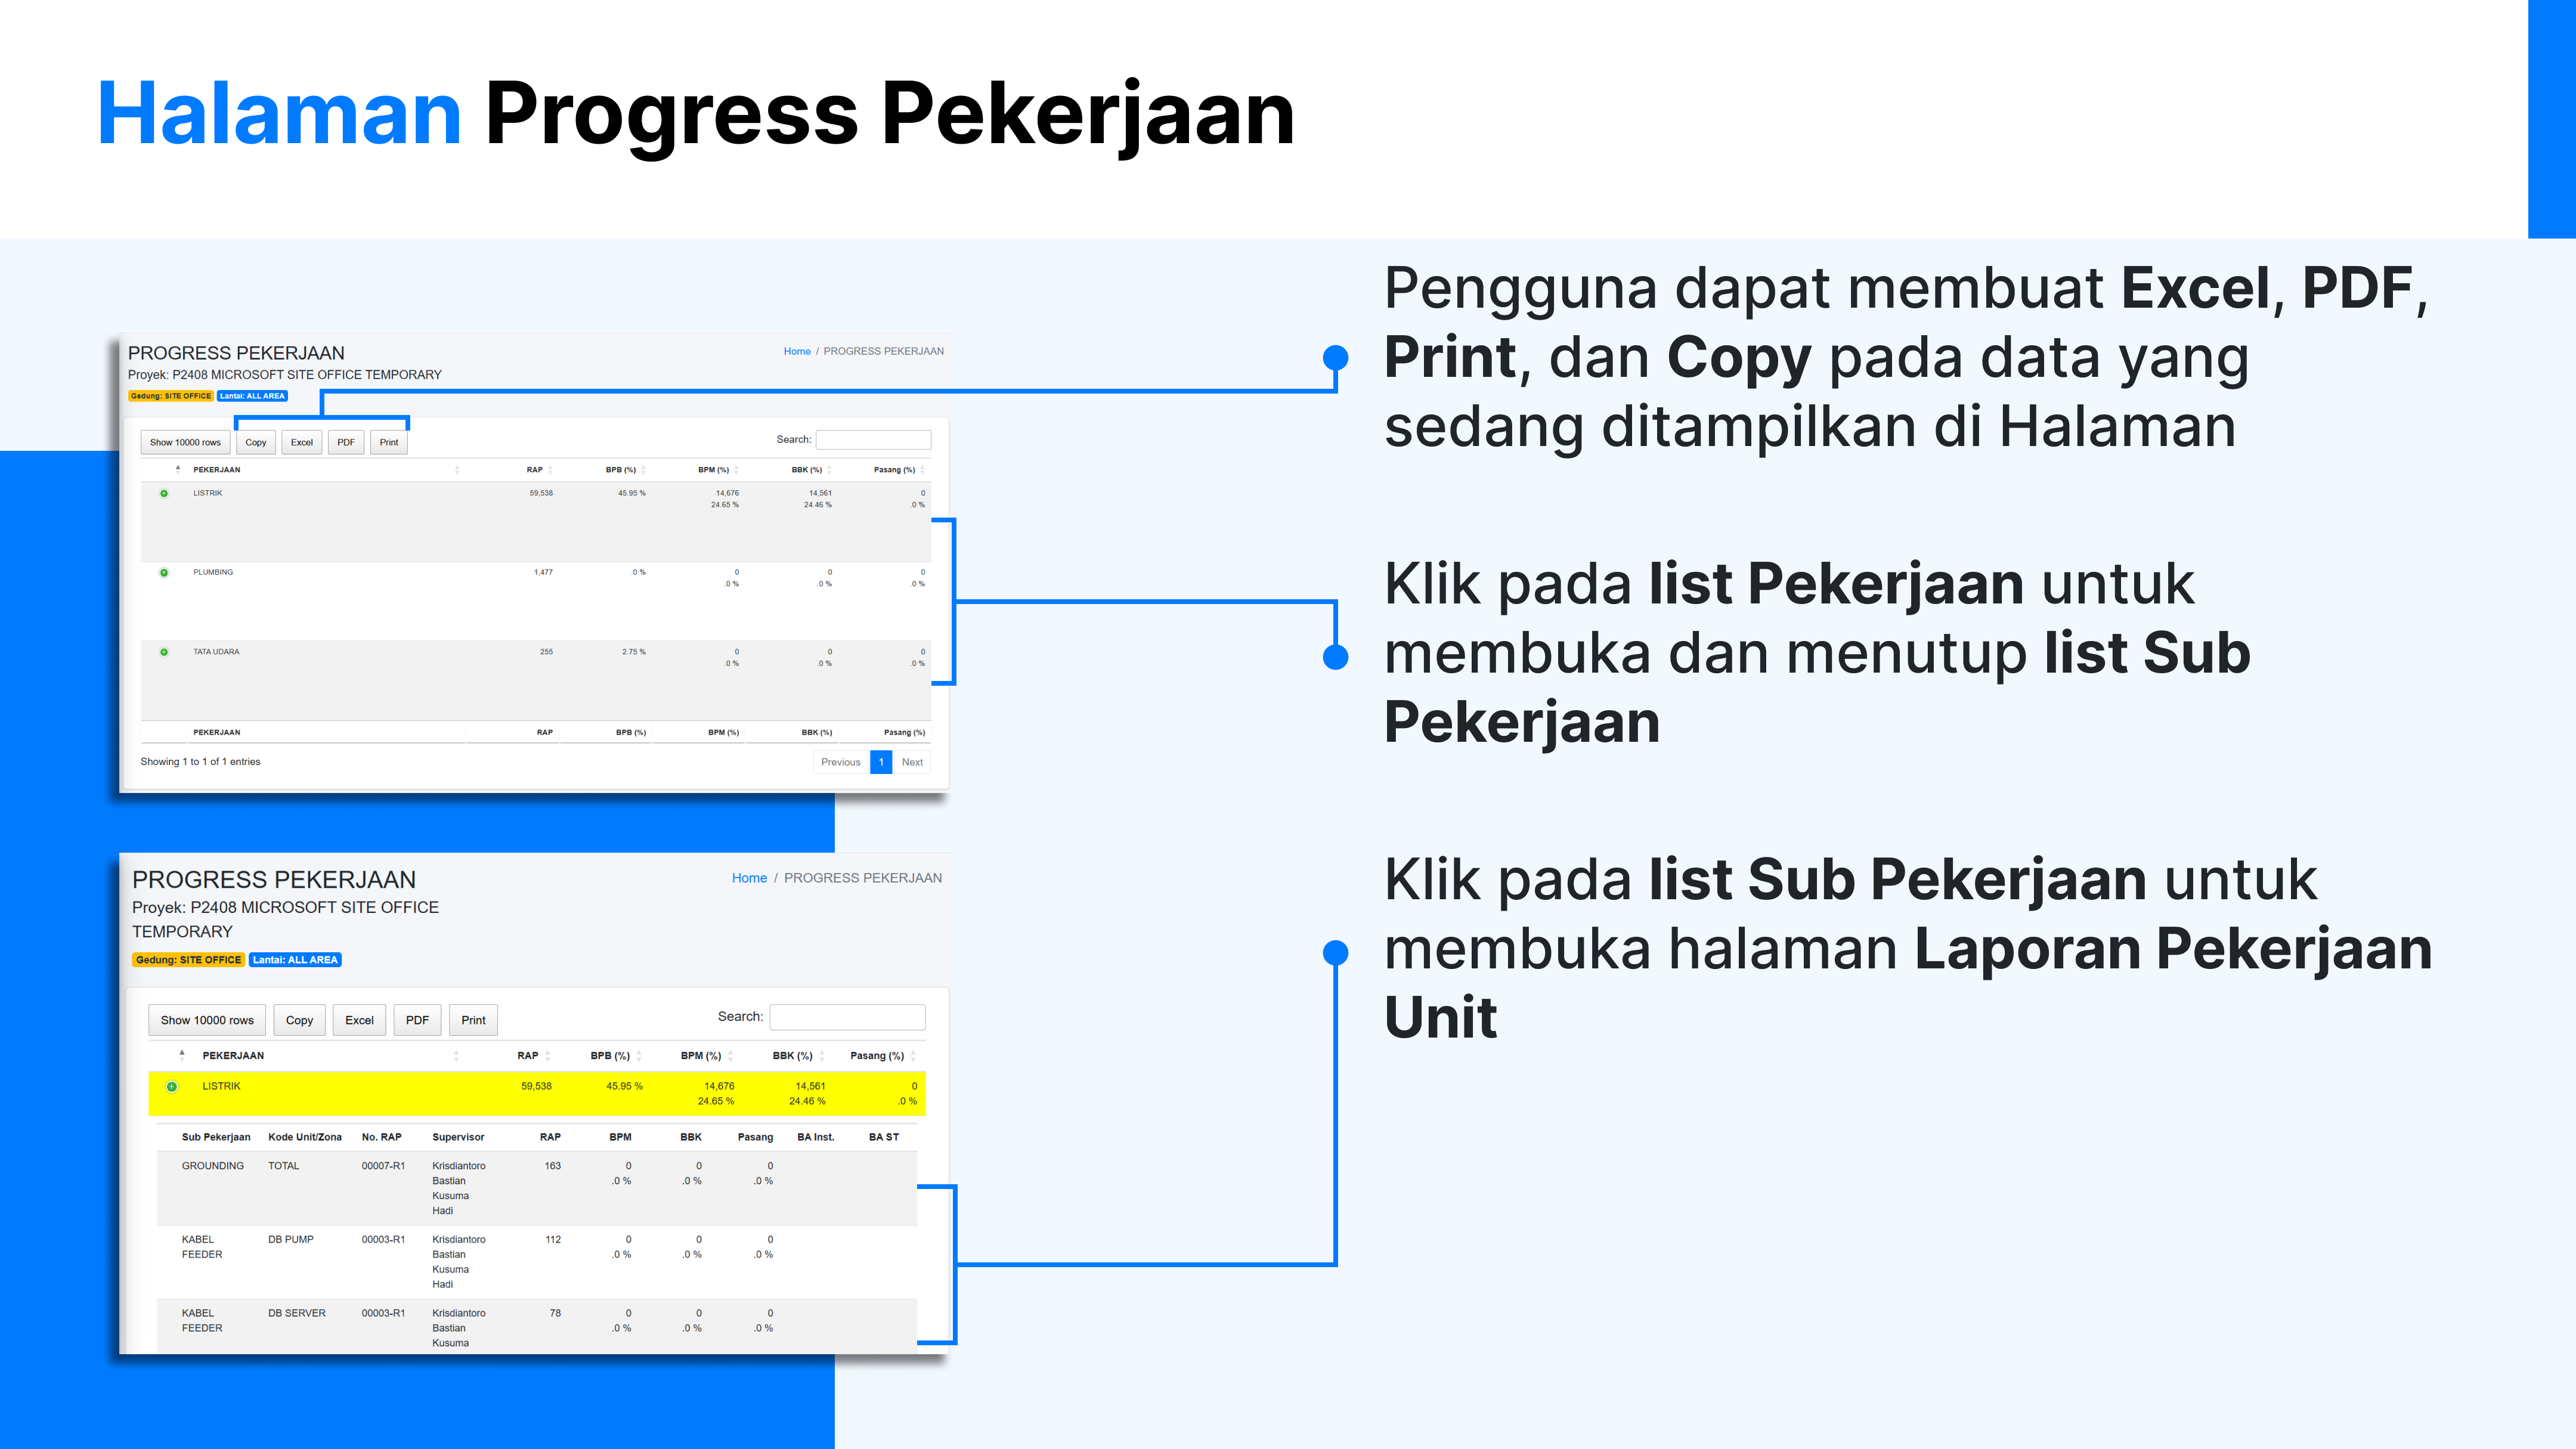 Halaman Progress Pekerjaan
PROGRESS PEKERJAAN
Home / PROGRESS PEKERJAAN
Proyek: P2408 MICROSOFT SITE OFFICE TEMPORARY
Gedung: SITE OFFICE Lantai: ALL AREA
Show 10000 rows Copy Excel PDF Print Search:
PEKERJAAN RAP BPB (%) BPM (%) BBK (%) Pasang (%)
LISTRIK 59,538 45.95 % 14,676 14,561 0
24.65 % 24.46 % .0 %
PLUMBING 1,477 .0 % 0 0 0
.0 % .0 % .0 %
TATA UDARA 255 2.75 % 0 0 0
.0 % .0 % .0 %
PEKERJAAN RAP BPB (%) BPM (%) BBK (%) Pasang (%)
Showing 1 to 1 of 1 entries Previous 1 Next
PROGRESS PEKERJAAN
Home / PROGRESS PEKERJAAN
Proyek: P2408 MICROSOFT SITE OFFICE
TEMPORARY
Gedung: SITE OFFICE Lantai: ALL AREA
Show 10000 rows Copy Excel PDF Print Search:
PEKERJAAN RAP BPB (%) BPM (%) BBK (%) Pasang (%)
LISTRIK 59,538 45.95 % 14,676 14,561 0
24.65 % 24.46 % .0 %
Sub Pekerjaan Kode Unit/Zona No. RAP Supervisor RAP BPM BBK Pasang BA Inst. BA ST
GROUNDING TOTAL 00007-R1 Krisdiantoro 163 0 0 0
Bastian .0 % .0 % .0 %
Kusuma
Hadi
KABEL DB PUMP 00003-R1 Krisdiantoro 112 0 0 0
FEEDER Bastian .0 % .0 % .0 %
Kusuma
Hadi
KABEL DB SERVER 00003-R1 Krisdiantoro 78 0 0 0
FEEDER Bastian .0 % .0 % .0 %
Kusuma
Pengguna dapat membuat Excel, PDF,
Print, dan Copy pada data yang
sedang ditampilkan di Halaman
Klik pada list Pekerjaan untuk
membuka dan menutup list Sub
Pekerjaan
Klik pada list Sub Pekerjaan untuk
membuka halaman Laporan Pekerjaan
Unit